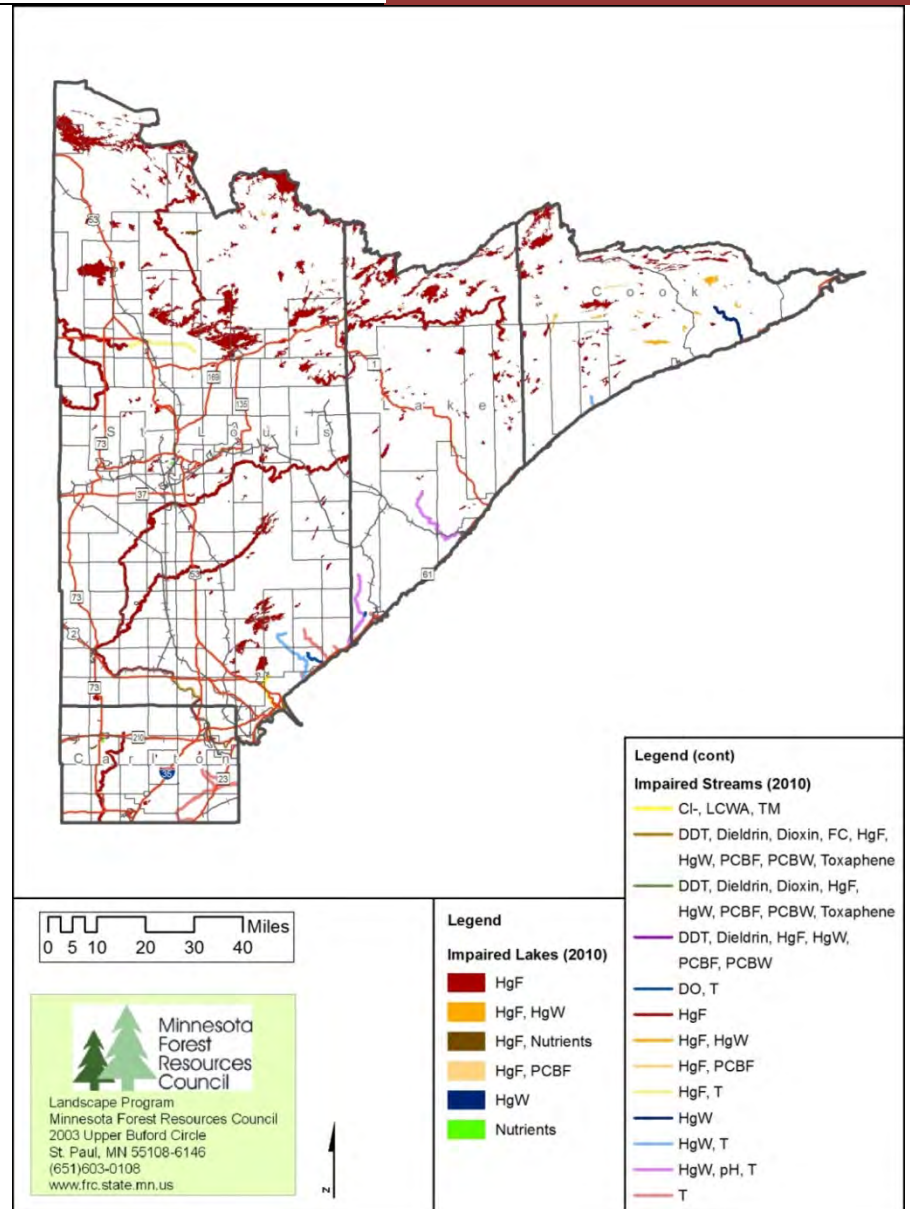 53
C o o k
1
169
135
L a k e
S t L o u i s
73
37
61
53
73
2
73
210
C a r l t o n
35
23
Miles
0 5 10 20 30 40
Minnesota
Forest
Resources
Council
Landscape Program
Minnesota Forest Resources Council
2003 Upper Buford Circle
St. Paul, MN 55108-6146
(651)603-0108
www.frc.state.mn.us
N
Legend
Impaired Lakes (2010)
HgF
HgF, HgW
HgF, Nutrients
HgF, PCBF
HgW
Nutrients
Legend (cont)
Impaired Streams (2010)
Cl-, LCWA, TM
DDT, Dieldrin, Dioxin, FC, HgF,
HgW, PCBF, PCBW, Toxaphene
DDT, Dieldrin, Dioxin, HgF,
HgW, PCBF, PCBW, Toxaphene
DDT, Dieldrin, HgF, HgW,
PCBF, PCBW
DO, T
HgF
HgF, HgW
HgF, PCBF
HgF, T
HgW
HgW, T
HgW, pH, T
T